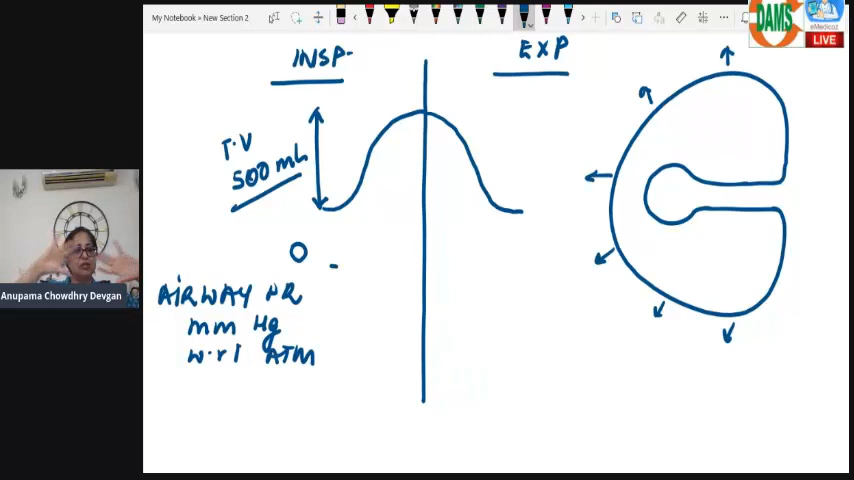 My Notebook > New Section 2
DAMS
eMedicoz
LIVE
INSP-
EXP
T.V
500 mL
O
AIRWAY PR
mm Hg
w.r.t ATM
Anupama Chowdhry Devgan